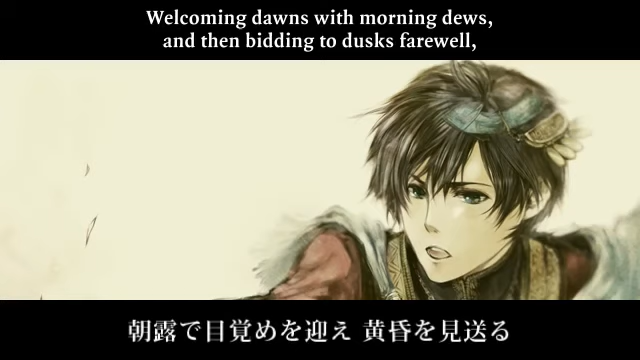 Welcoming dawns with morning dews,
and then bidding to dusks farewell,
朝露で目覚めを迎え 黄昏を見送る